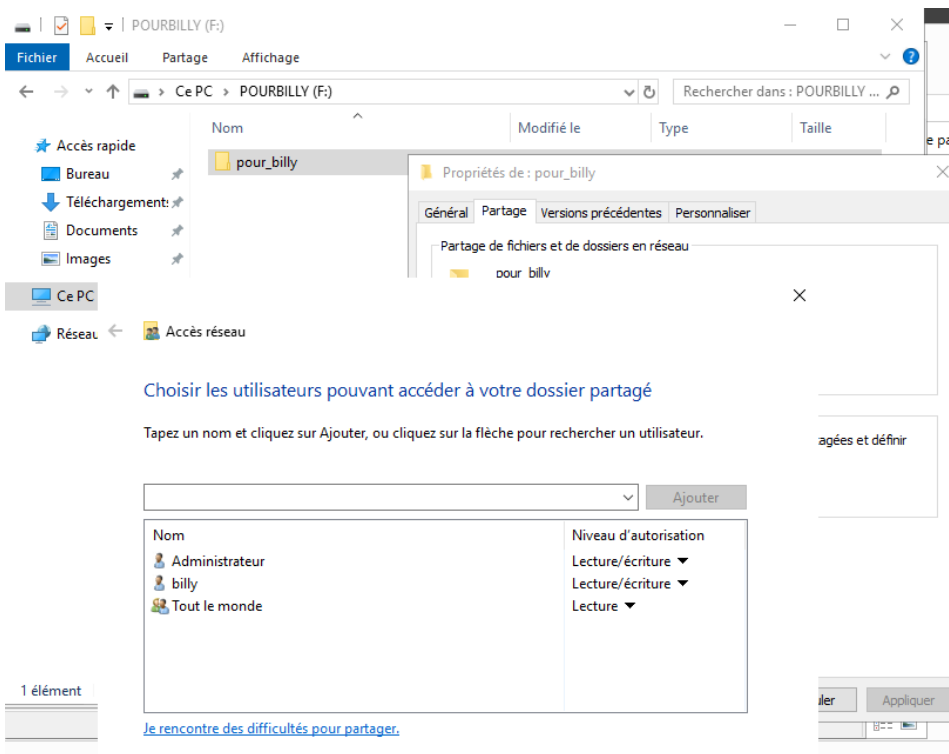 POURBILLY (F:)
Fichier Accueil Partage Affichage
Ce PC > POURBILLY (F:)
Rechercher dans : POURBILLY ...
Nom Modifié le Type Taille
Accès rapide
pour_billy
Bureau
Téléchargement:
Documents
Images
Ce PC
Réseau
Propriétés de : pour_billy
Général Partage Versions précédentes Personnaliser
Partage de fichiers et de dossiers en réseau
pour_billy
Accès réseau
Choisir les utilisateurs pouvant accéder à votre dossier partagé
Tapez un nom et cliquez sur Ajouter, ou cliquez sur la flèche pour rechercher un utilisateur.
agées et définir
Ajouter
Nom Niveau d'autorisation
Administrateur Lecture/écriture
billy Lecture/écriture
Tout le monde Lecture
1 élément
Je rencontre des difficultés pour partager.
uler Appliquer